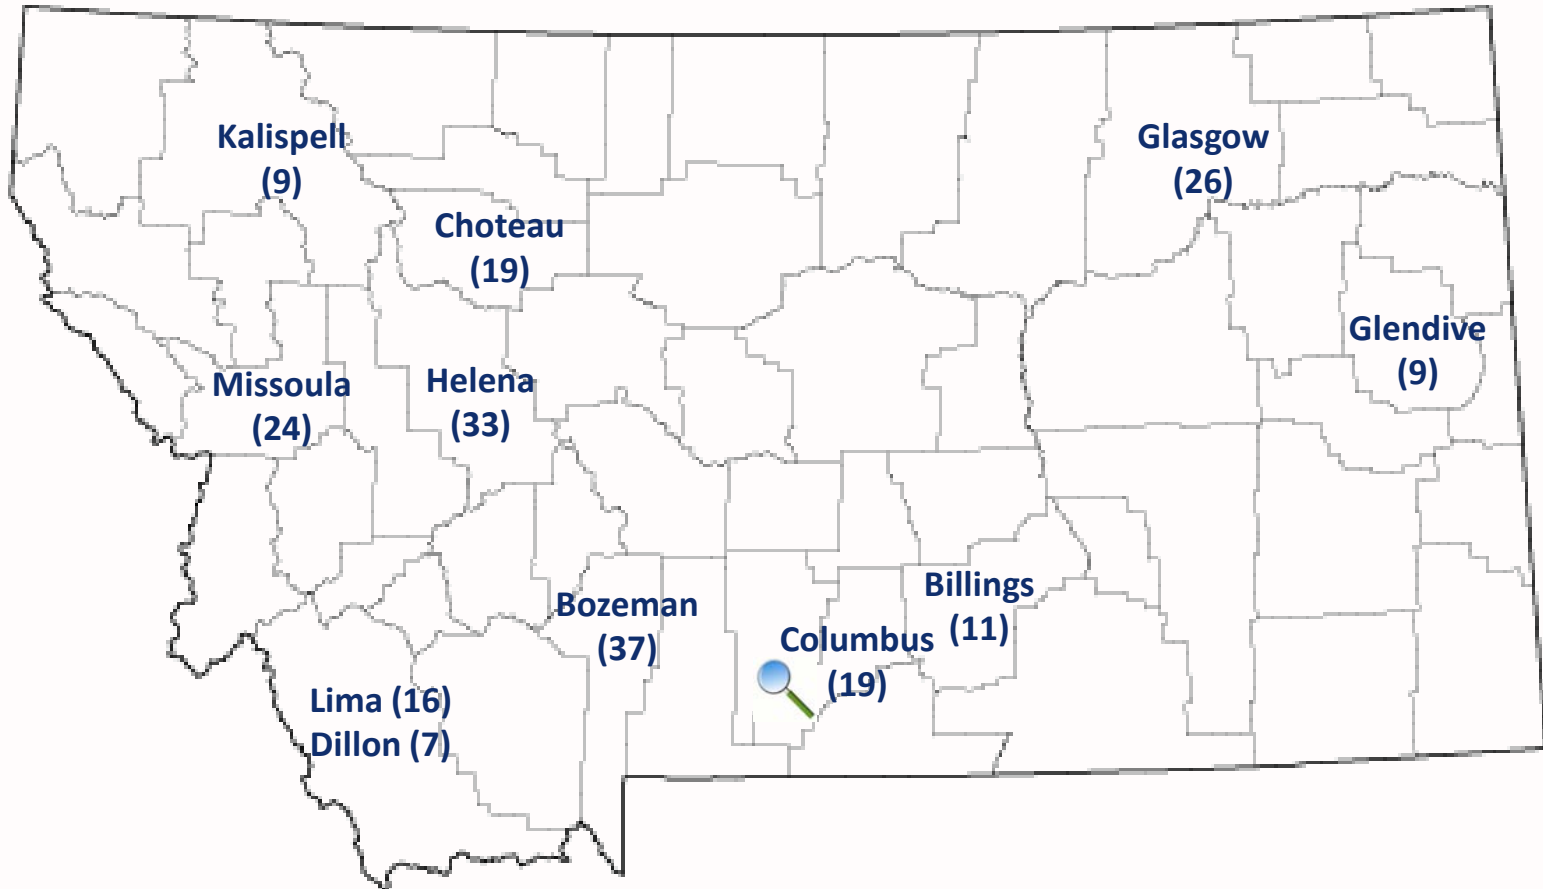 Kalispell
(9)
Glasgow
(26)
Choteau
(19)
Glendive
(9)
Missoula
(24)
Helena
(33)
Billings
(11)
Bozeman
(37)
Columbus
(19)
Lima (16)
Dillon (7)